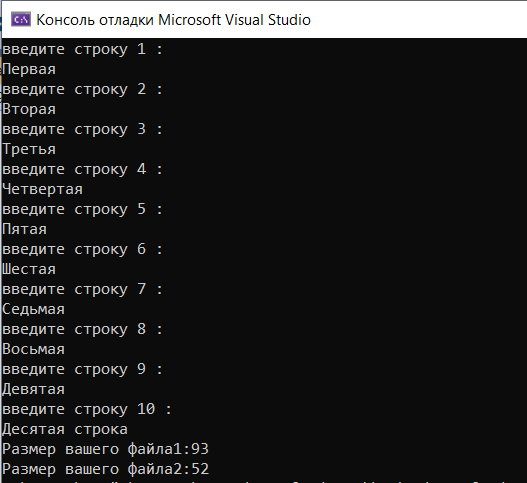 Консоль отладки Microsoft Visual Studio
введите строку 1 :
Первая
введите строку 2 :
Вторая
введите строку 3 :
Третья
введите строку 4 :
Четвертая
введите строку 5 :
Пятая
введите строку 6 :
Шестая
введите строку 7 :
Седьмая
введите строку 8 :
Восьмая
введите строку 9 :
Девятая
введите строку 10 :
Десятая строка
Размер вашего файла1:93
Размер вашего файла2:52